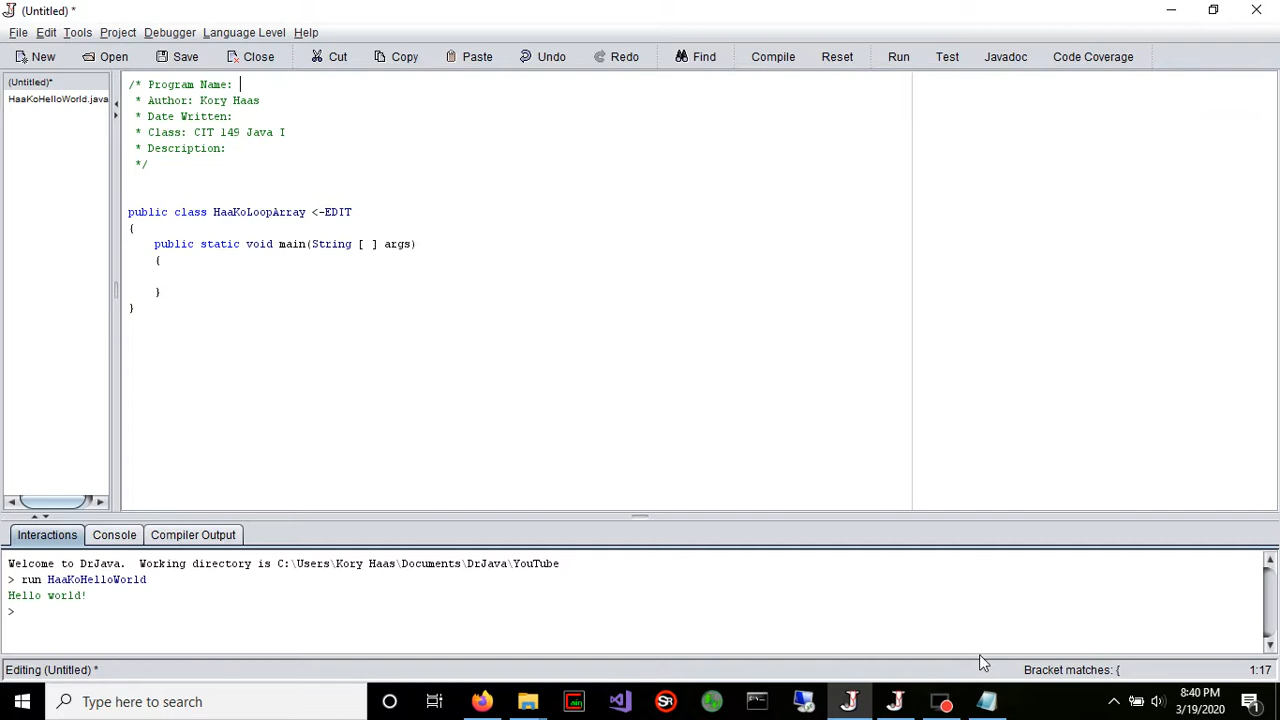 (Untitled) *
File Edit Tools Project Debugger Language Level Help
New Open Save Close Cut Copy Paste Undo Redo Find Compile Reset Run Test Javadoc Code Coverage
(Untitled)*
HaaKoHelloWorld.java
/* Program Name:
* Author: Kory Haas
* Date Written:
* Class: CIT 149 Java I
* Description:
*/
public class HaaKoLoopArray <-EDIT
{
public static void main(String [ ] args)
{
}
}
Interactions Console Compiler Output
Welcome to DrJava. Working directory is C:\Users\Kory Haas\Documents\DrJava\YouTube
> run HaaKoHelloWorld
Hello world!
>
Editing (Untitled) * Bracket matches: { 1:17
Type here to search 8:40 PM
3/19/2020